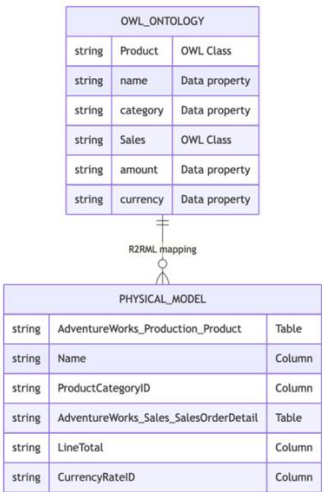 OWL_ONTOLOGY
string Product OWL Class
string name Data property
string category Data property
string Sales OWL Class
string amount Data property
string currency Data property
R2RML mapping
PHYSICAL_MODEL
string AdventureWorks_Production_Product Table
string Name Column
string ProductCategoryID Column
string AdventureWorks_Sales_SalesOrderDetail Table
string LineTotal Column
string CurrencyRateID Column